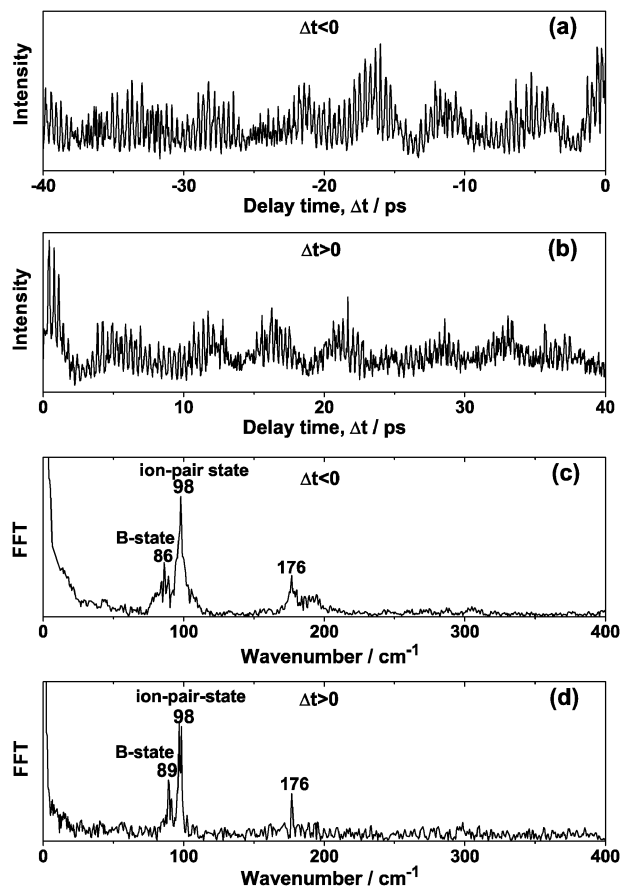 Δt<0
(a)
Intensity
-40 -30 -20 -10 0
Delay time, Δt / ps
Δt>0
(b)
Intensity
0 10 20 30 40
Delay time, Δt / ps
ion-pair state
98
Δt<0
(c)
B-state
86
176
FFT
0 100 200 300 400
Wavenumber / cm-1
ion-pair-state
98
Δt>0
(d)
B-state
89
176
FFT
0 100 200 300 400
Wavenumber / cm-1